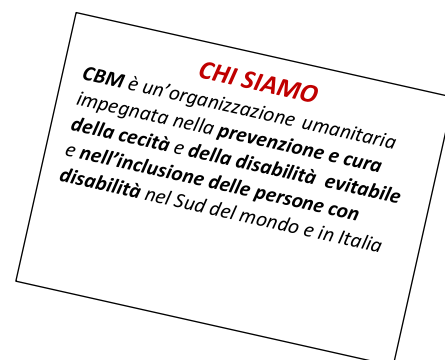 CHI SIAMO
CBM è un'organizzazione umanitaria
impegnata nella prevenzione e cura
della cecità e della disabilità evitabile
e nell'inclusione delle persone con
disabilità nel Sud del mondo e in Italia